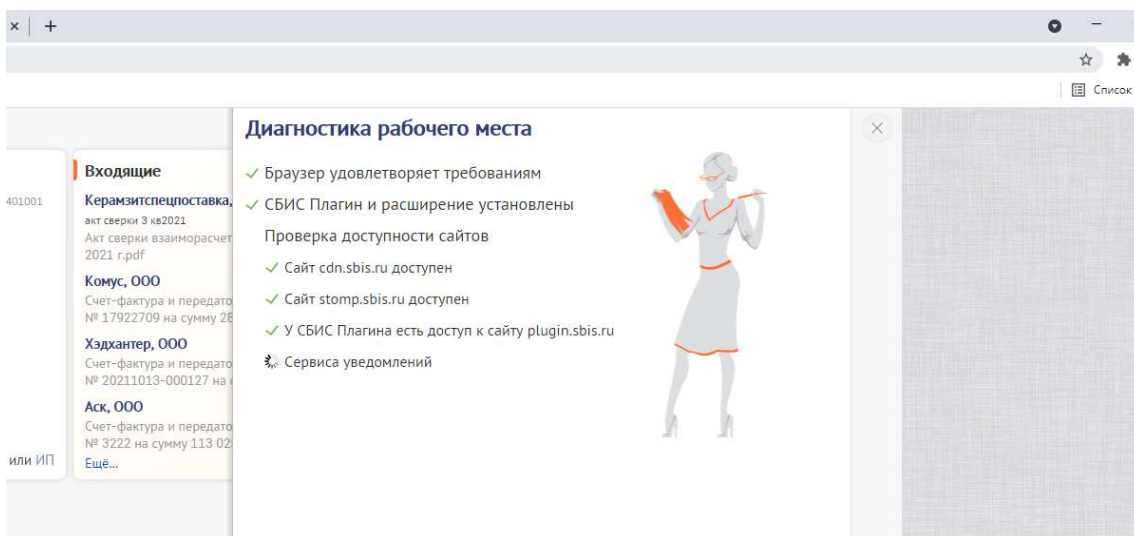 Список
401001
или ИП
Входящие
Керамзитспецпоставка,
акт сверки 3 кв2021
Акт сверки взаиморасчет
2021 г.pdf
Комус, ООО
Счет-фактура и передато
№ 17922709 на сумму 28
Хэдхантер, ООО
Счет-фактура и передато
№ 20211013-000127 на
Аск, ООО
Счет-фактура и передато
№ 3222 на сумму 113 02
Ещё...
Диагностика рабочего места
Браузер удовлетворяет требованиям
СБИС Плагин и расширение установлены
Проверка доступности сайтов
Сайт cdn.sbis.ru доступен
Сайт stomp.sbis.ru доступен
У СБИС Плагина есть доступ к сайту plugin.sbis.ru
Сервиса уведомлений